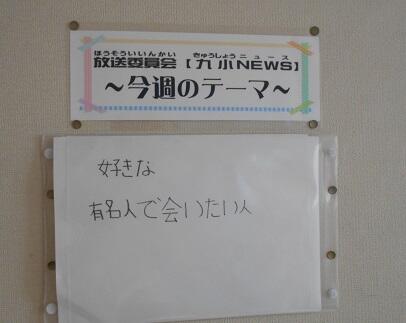 ほうそういいんかい きゅうしょうニュース
放送委員会【九小NEWS】
～今週のテーマ～
好きな
有名人で会いたい人